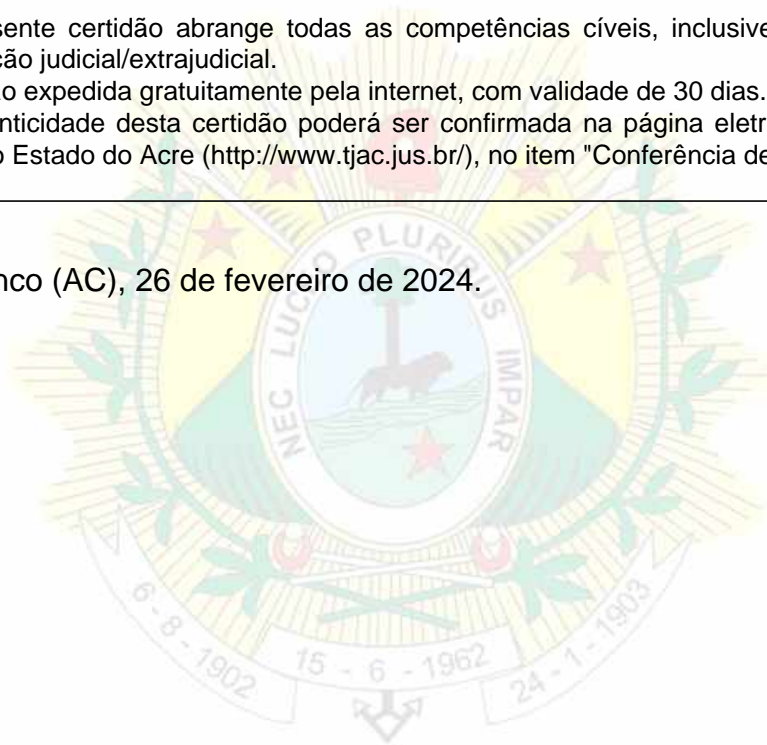 sente certidão abrange todas as competências cíveis, inclusive
ção judicial/extrajudicial.
o expedida gratuitamente pela internet, com validade de 30 dias.
nticidade desta certidão poderá ser confirmada na página eletr
o Estado do Acre (http://www.tjac.jus.br/), no item "Conferência de
nco (AC), 26 de fevereiro de 2024.
NEC LUCEO PLURIBUS IMPAR
6 - 8 - 1902
15 - 6 - 1962
24 - 1 - 1903